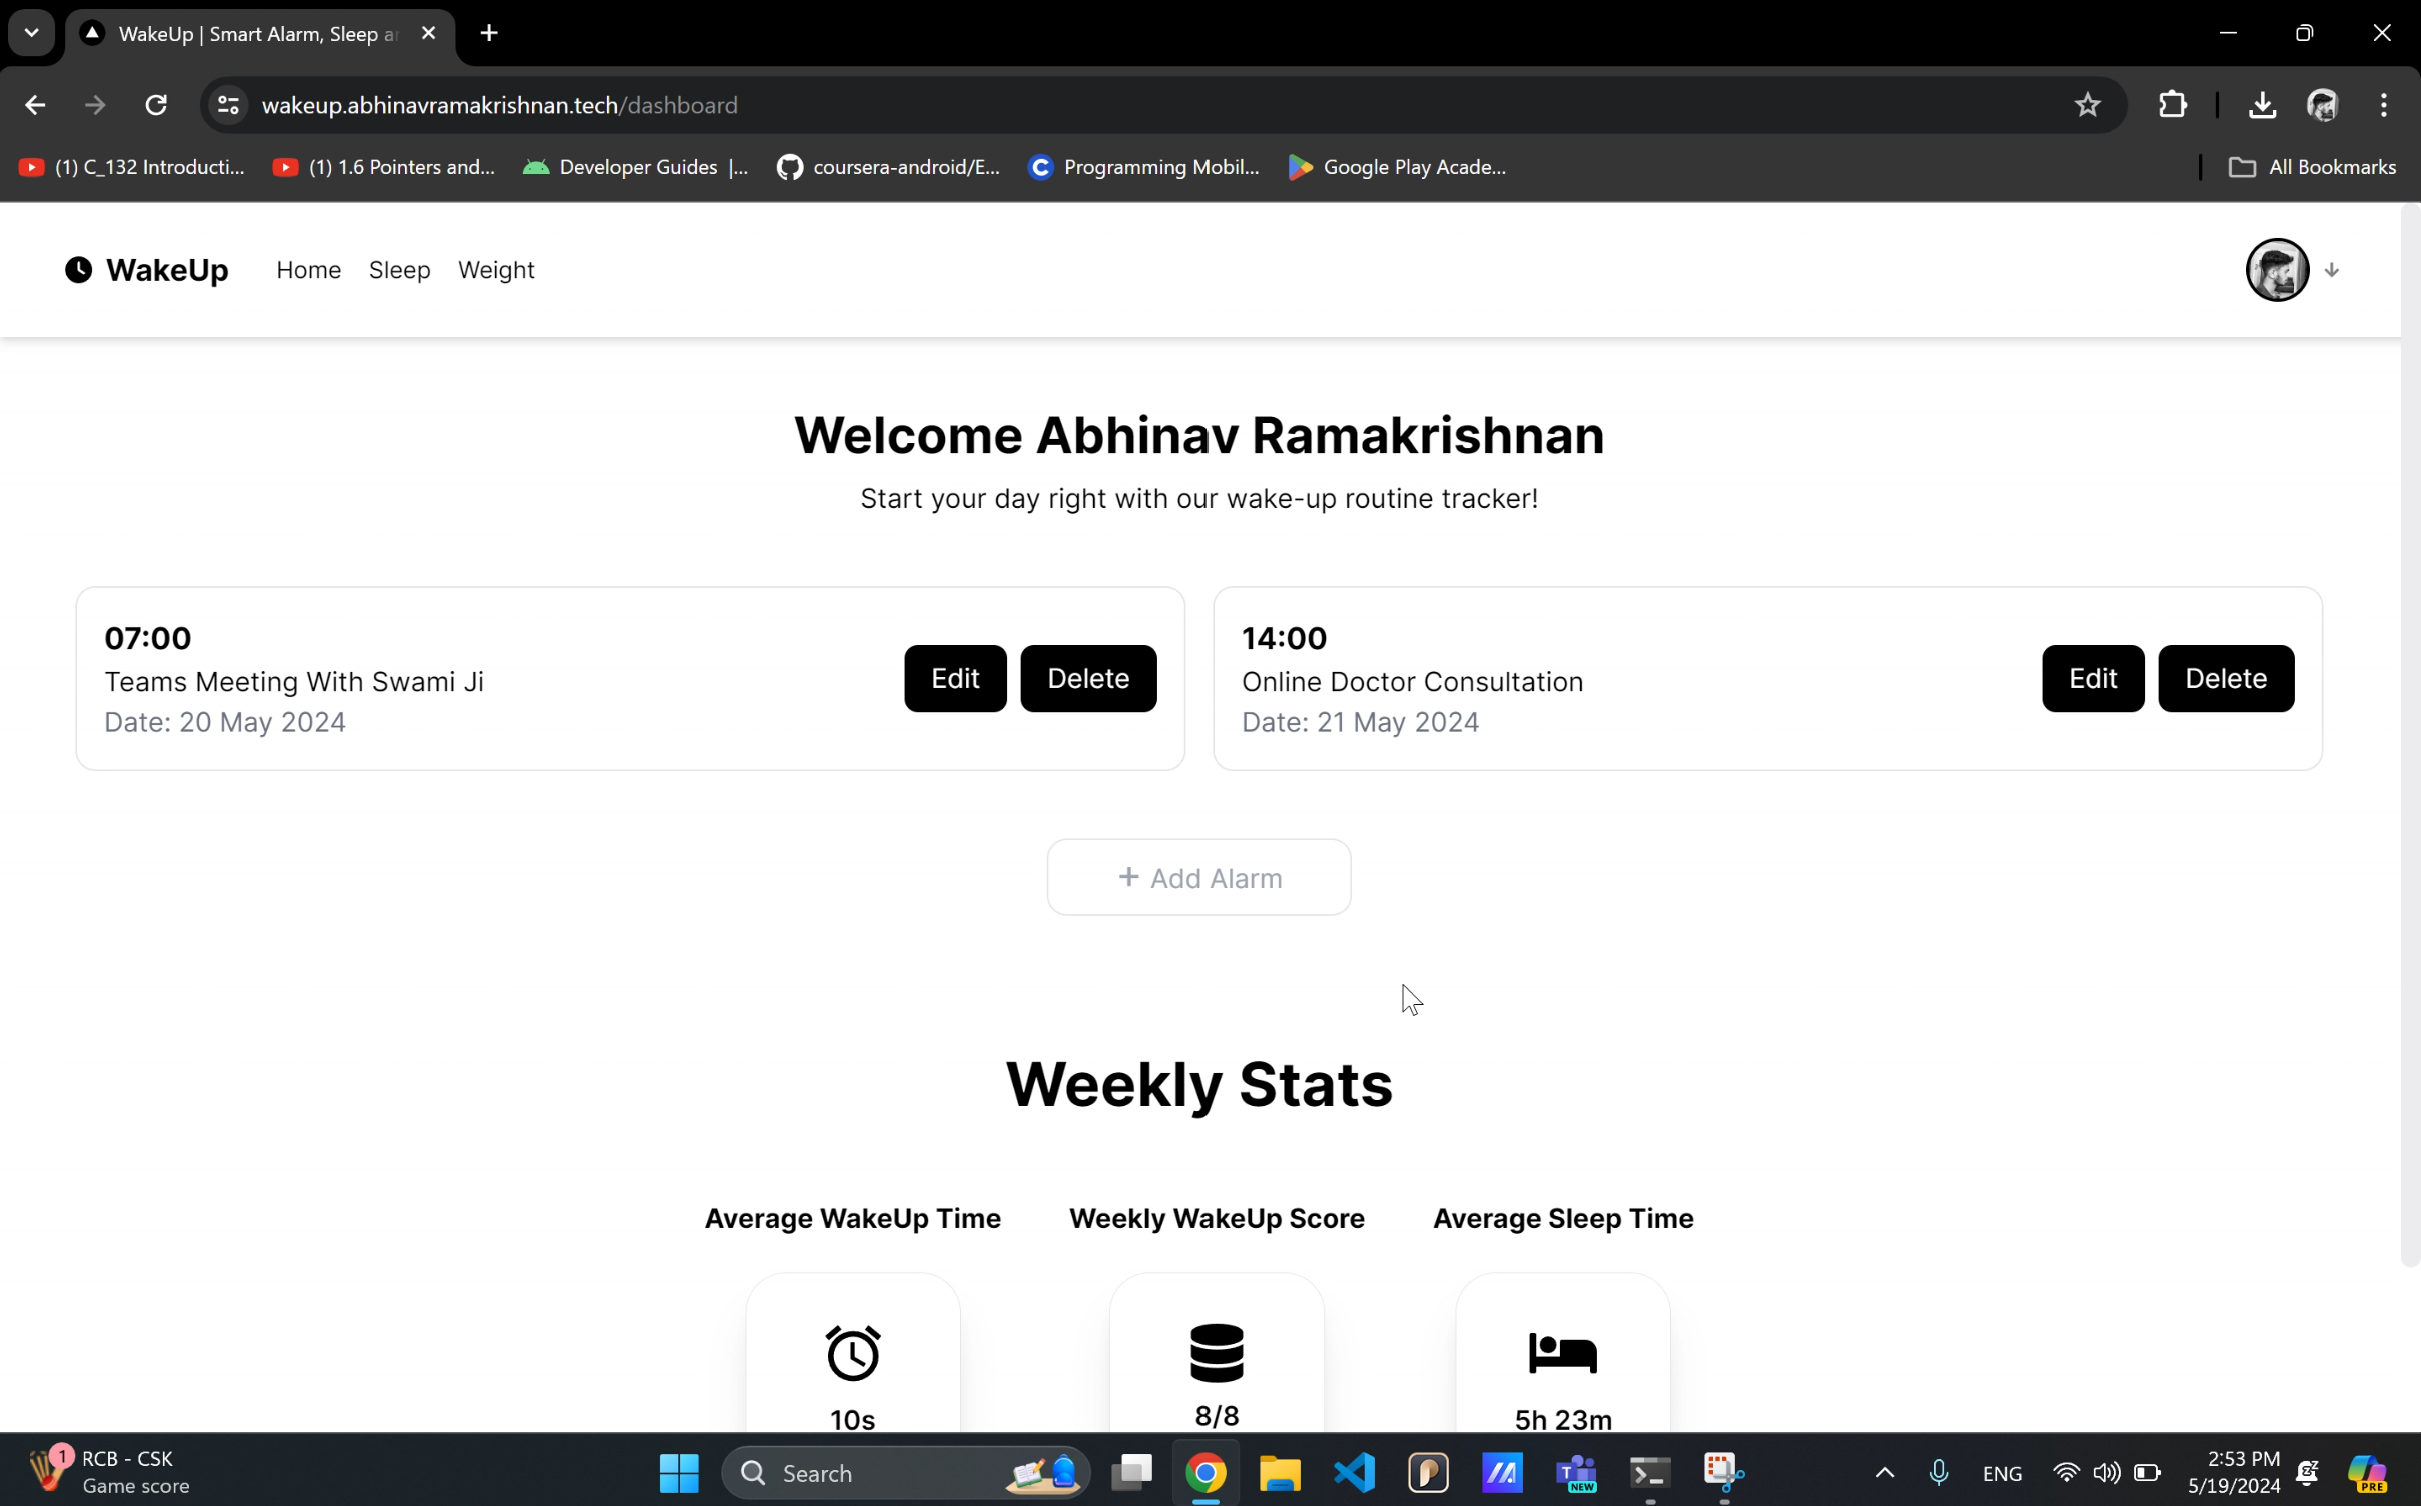 WakeUp | Smart Alarm, Sleep ar
wakeup.abhinavramakrishnan.tech/dashboard
(1) C_132 Introducti...
(1) 1.6 Pointers and...
Developer Guides |...
coursera-android/E...
Programming Mobil...
Google Play Acade...
All Bookmarks
WakeUp
Home
Sleep
Weight
Welcome Abhinav Ramakrishnan
Start your day right with our wake-up routine tracker!
07:00
Teams Meeting With Swami Ji
Date: 20 May 2024
Edit
Delete
14:00
Online Doctor Consultation
Date: 21 May 2024
Edit
Delete
+ Add Alarm
Weekly Stats
Average WakeUp Time
Weekly WakeUp Score
Average Sleep Time
10s
8/8
5h 23m
1
RCB - CSK
Game score
Search
NEW
ENG
2:53 PM
5/19/2024
PRE